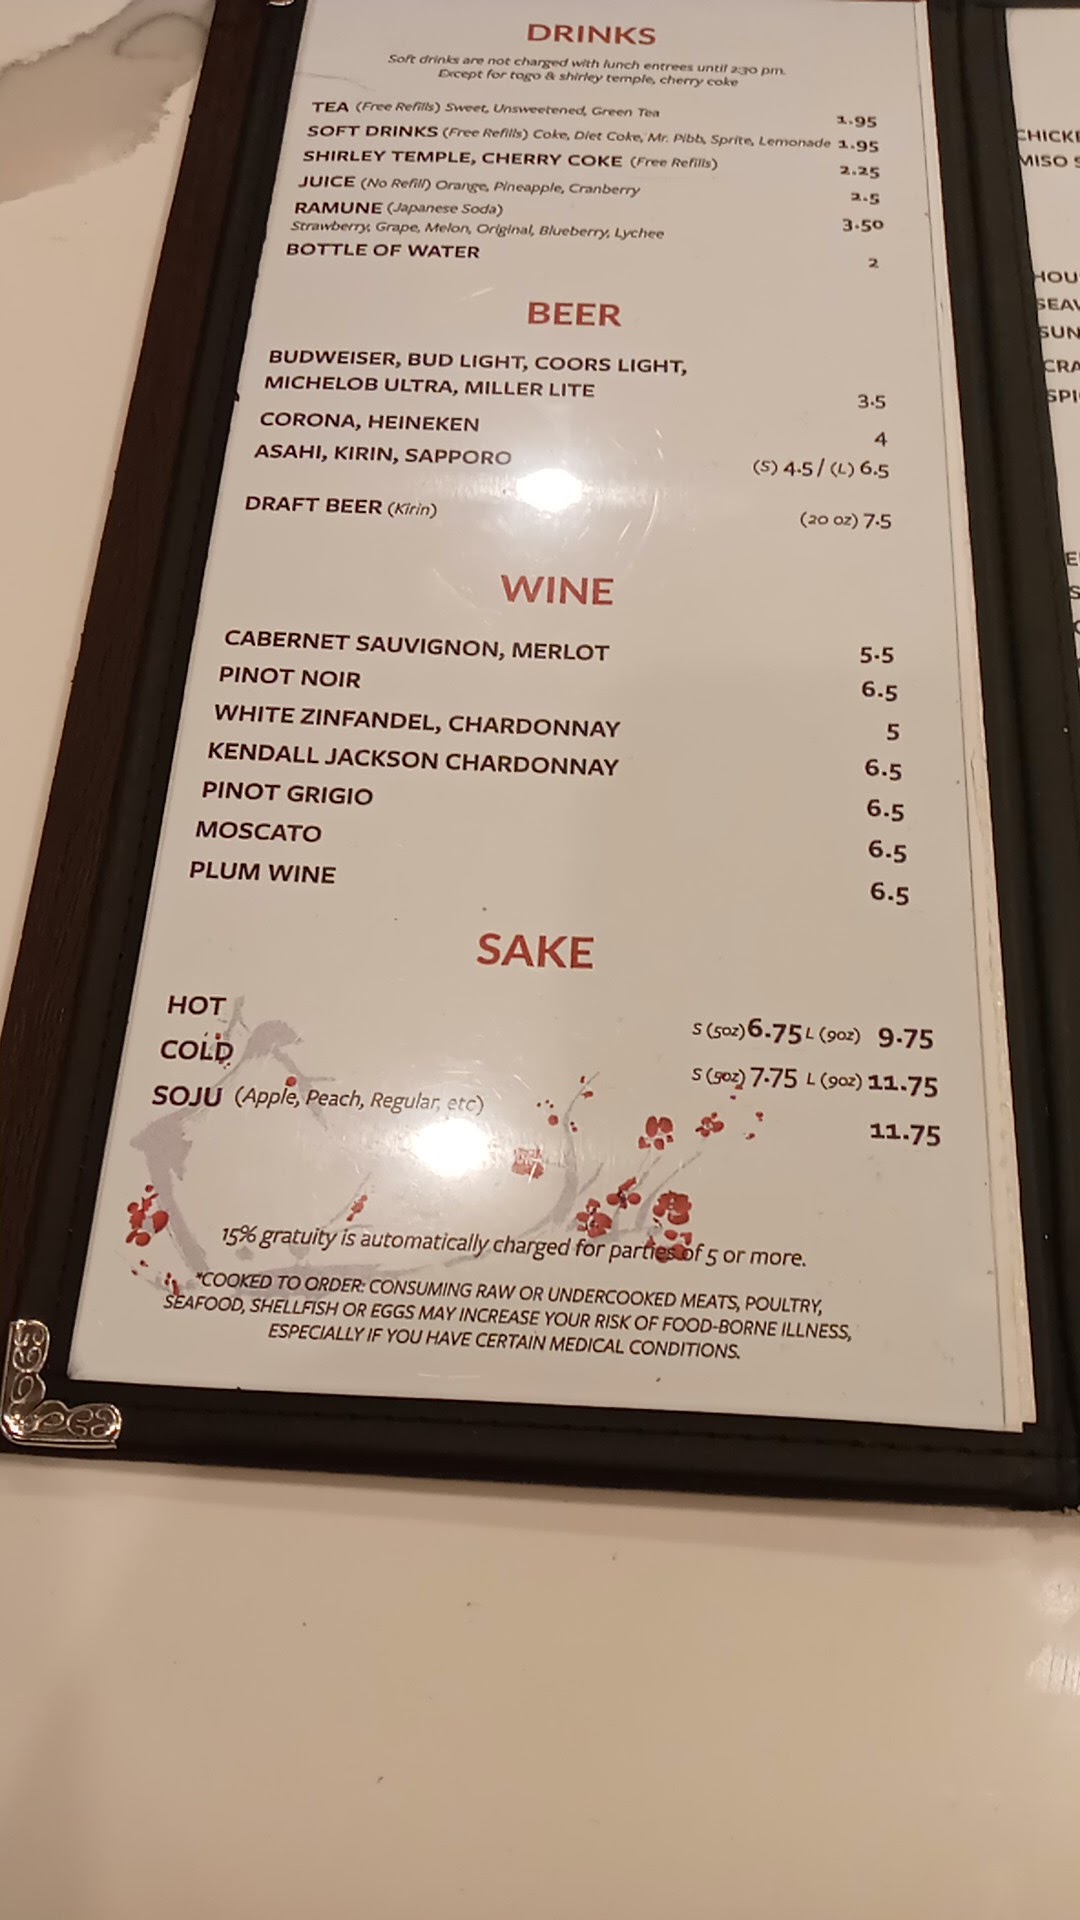 DRINKS
Soft drinks are not charged with lunch entrees until 2:30 pm.
Except for togo & shirley temple, cherry coke
TEA (Free Refills) Sweet, Unsweetened, Green Tea 1.95
SOFT DRINKS (Free Refills) Coke, Diet Coke, Mr. Pibb, Sprite, Lemonade 1.95
SHIRLEY TEMPLE, CHERRY COKE (Free Refills) 2.25
JUICE (No Refill) Orange, Pineapple, Cranberry 2.5
RAMUNE (Japanese Soda) 3.50
Strawberry, Grape, Melon, Original, Blueberry, Lychee
BOTTLE OF WATER 2
BEER
BUDWEISER, BUD LIGHT, COORS LIGHT,
MICHELOB ULTRA, MILLER LITE 3.5
CORONA, HEINEKEN 4
ASAHI, KIRIN, SAPPORO (S) 4.5 / (L) 6.5
DRAFT BEER (Kirin) (20 oz) 7.5
WINE
CABERNET SAUVIGNON, MERLOT 5.5
PINOT NOIR 6.5
WHITE ZINFANDEL, CHARDONNAY 5
KENDALL JACKSON CHARDONNAY 6.5
PINOT GRIGIO 6.5
MOSCATO 6.5
PLUM WINE 6.5
SAKE
HOT S (5oz) 6.75 L (9oz) 9.75
COLD S (5oz) 7.75 L (9oz) 11.75
SOJU (Apple, Peach, Regular, etc) 11.75
15% gratuity is automatically charged for parties of 5 or more.
*COOKED TO ORDER: CONSUMING RAW OR UNDERCOOKED MEATS, POULTRY,
SEAFOOD, SHELLFISH OR EGGS MAY INCREASE YOUR RISK OF FOOD-BORNE ILLNESS,
ESPECIALLY IF YOU HAVE CERTAIN MEDICAL CONDITIONS.
MISO
SUN